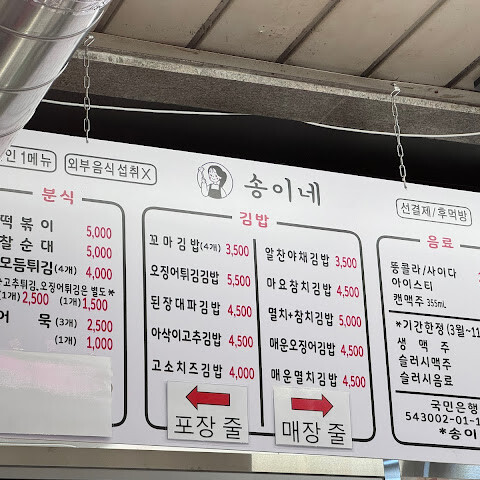 인 1메뉴
외부음식섭취X
송이네
선결제/후먹방
분식
떡볶이 5,000
찰순대 5,000
모듬튀김(4개) 4,000
고추튀김,오징어튀김은 별도*
(1개) 2,500 (1개) 1,500
어묵 (3개) 2,500
(1개) 1,000
김밥
꼬마김밥(4개) 3,500
오징어튀김김밥 5,500
된장대파김밥 4,500
아삭이고추김밥 4,500
고소치즈김밥 4,000
알찬야채김밥 3,500
마요참치김밥 4,500
멸치+참치김밥 5,000
매운오징어김밥 4,500
매운멸치김밥 4,500
포장 줄
매장 줄
음료
뚱콜라/사이다
아이스티
캔맥주 355mL
*기간한정(3월~11
생맥주
슬러시맥주
슬러시음료
국민은행
543002-01-1
*송이